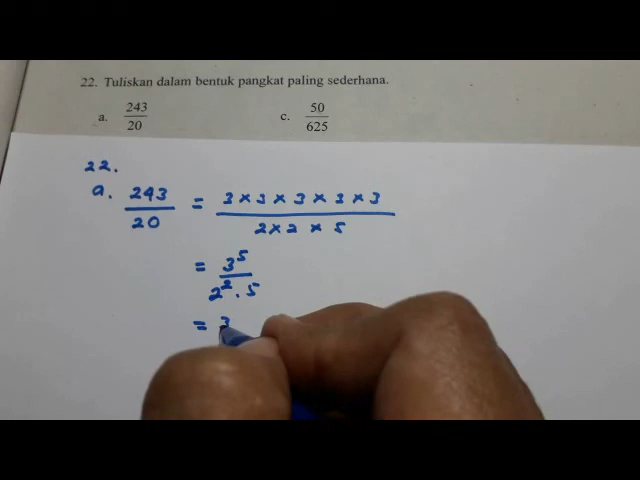 22. Tuliskan dalam bentuk pangkat paling sederhana.
a. 243/20 c. 50/625
22.
a. 243/20 = 3 × 3 × 3 × 3 × 3 / 2 × 2 × 5
= 3⁵ / 2² . 5
= 3